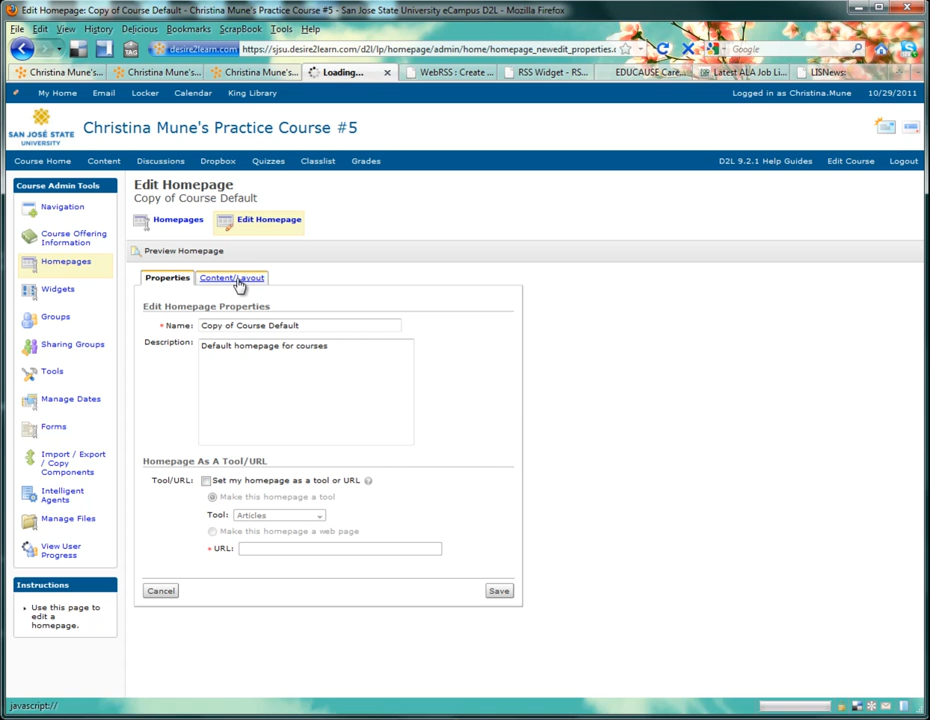 Edit Homepage: Copy of Course Default - Christina Mune's Practice Course #5 - San Jose State University eCampus D2L - Mozilla Firefox
File Edit View History Delicious Bookmarks ScrapBook Tools Help
desire2learn.com https://sjsu.desire2learn.com/d2l/lp/homepage/admin/home/homepage_newedit_properties.c Google
Christina Mune's... Christina Mune's... Christina Mune's... Loading... WebRSS : Create ... RSS Widget - RS... EDUCAUSE Care... Latest ALA Job Li... LISNews:
My Home Email Locker Calendar King Library Logged in as Christina.Mune 10/29/2011
SAN JOSÉ STATE
UNIVERSITY
Christina Mune's Practice Course #5
Course Home Content Discussions Dropbox Quizzes Classlist Grades D2L 9.2.1 Help Guides Edit Course Logout
Course Admin Tools
Navigation
Course Offering
Information
Homepages
Widgets
Groups
Sharing Groups
Tools
Manage Dates
Forms
Import / Export
/ Copy
Components
Intelligent
Agents
Manage Files
View User
Progress
Instructions
Use this page to
edit a
homepage.
Edit Homepage
Copy of Course Default
Homepages Edit Homepage
Preview Homepage
Properties Content/Layout
Edit Homepage Properties
* Name: Copy of Course Default
Description: Default homepage for courses
Homepage As A Tool/URL
Tool/URL: Set my homepage as a tool or URL
Make this homepage a tool
Tool: Articles
Make this homepage a web page
* URL:
Cancel Save
javascript://